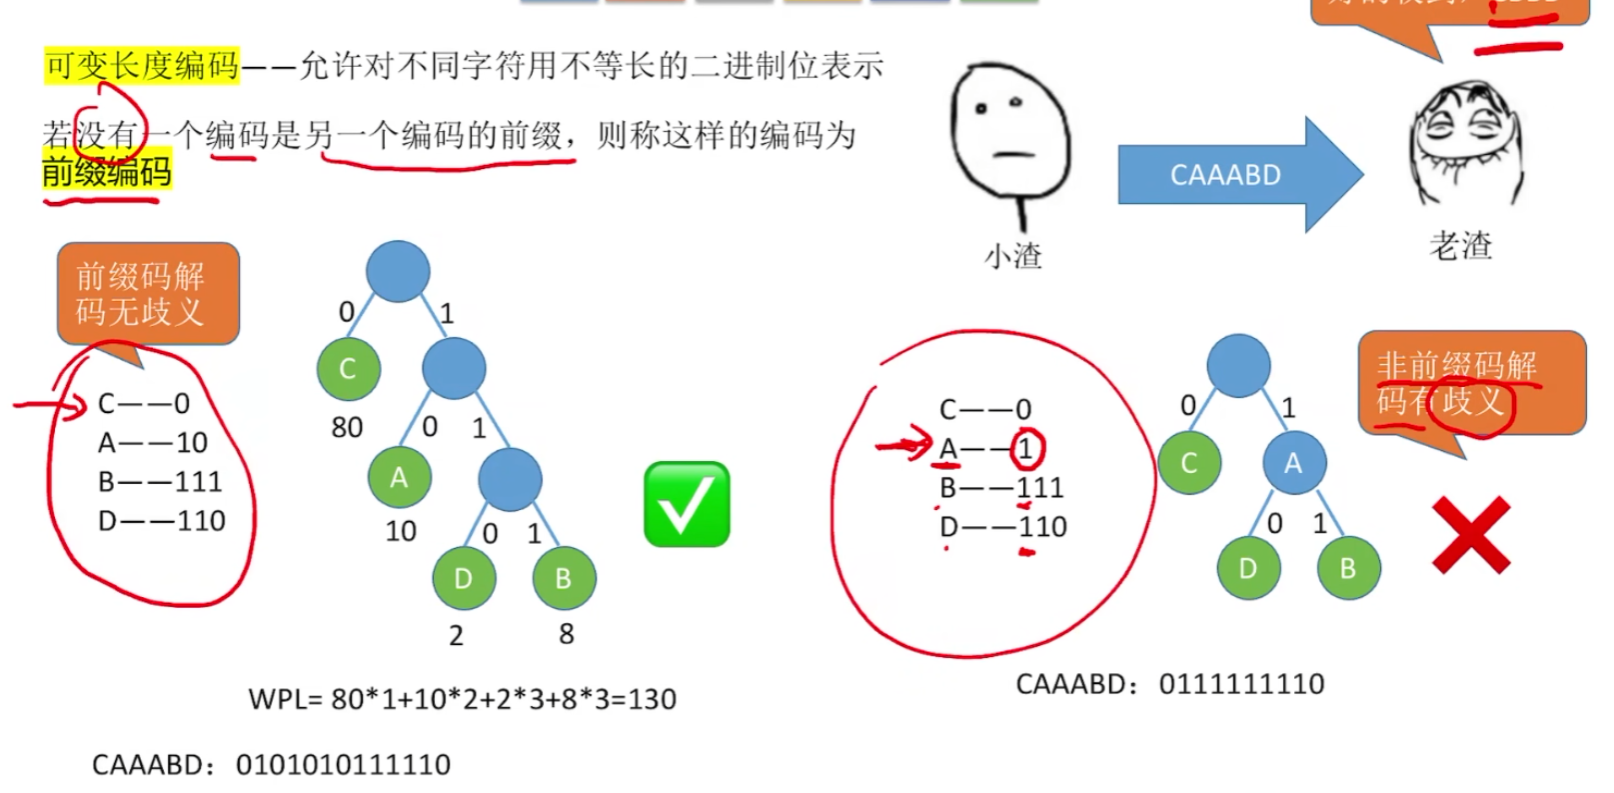 可变长度编码——允许对不同字符用不等长的二进制位表示
若没有一个编码是另一个编码的前缀，则称这样的编码为
前缀编码
CAAABD
小渣
老渣
前缀码解
码无歧义
C——0
A——10
B——111
D——110
0
1
C
80
0
1
A
10
0
1
D
B
2
8
WPL= 80*1+10*2+2*3+8*3=130
CAAABD：0101010111110
C——0
A——1
B——111
D——110
0
1
C
A
0
1
D
B
非前缀码解
码有歧义
CAAABD：0111111110